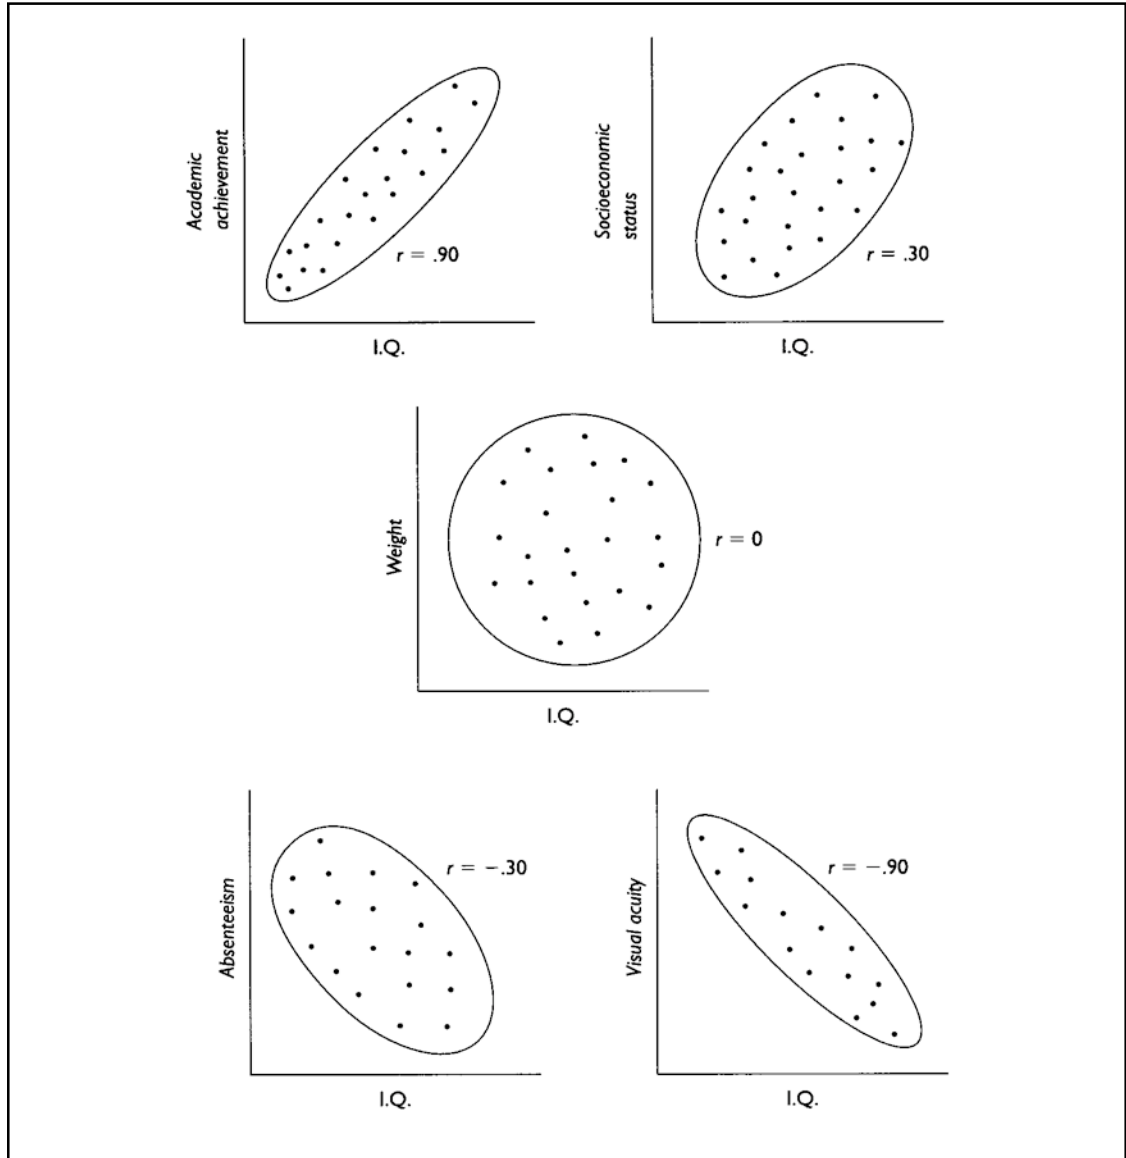 Academic
achievement
r = .90
I.Q.
Socioeconomic
status
r = .30
I.Q.
Weight
r = 0
I.Q.
Absenteeism
r = −.30
I.Q.
Visual acuity
r = −.90
I.Q.